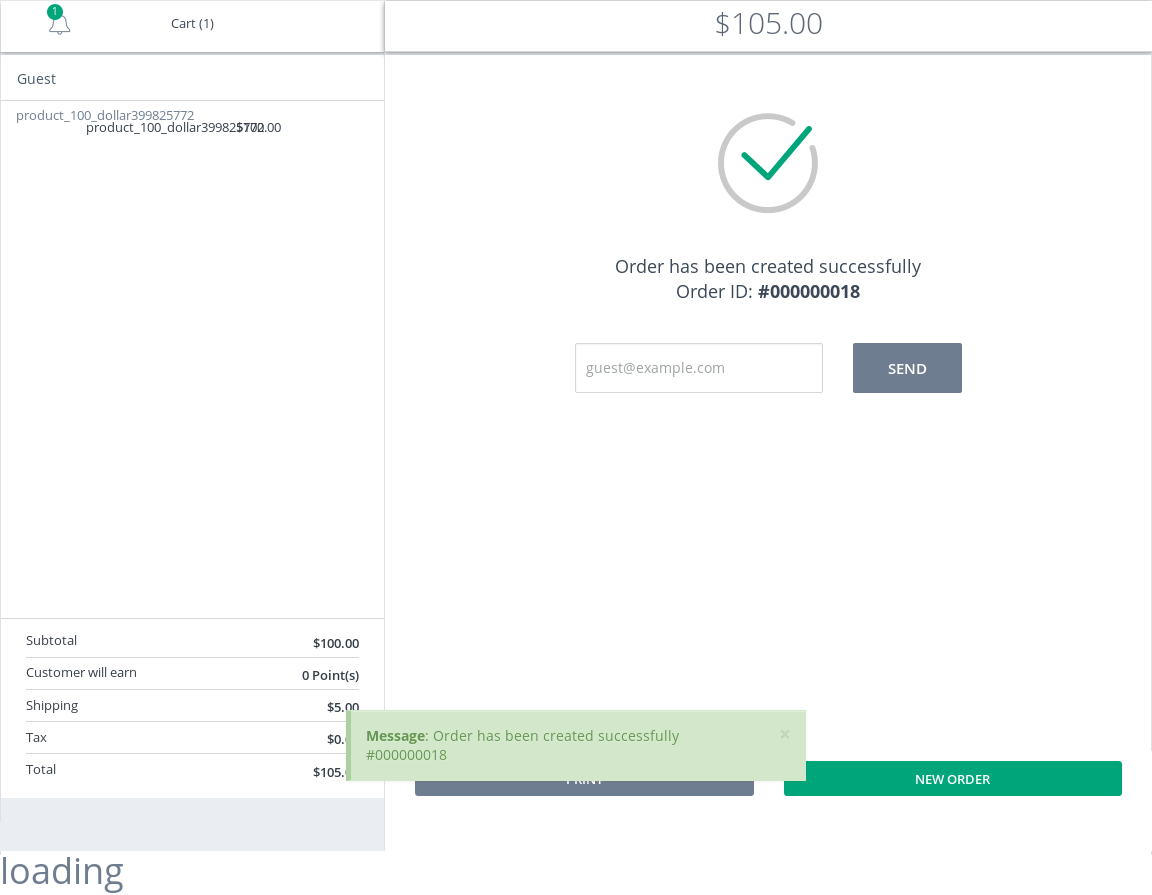 1
Cart (1)
$105.00
Guest
product_100_dollar399825772
product_100_dollar399825772
$100.00
Order has been created successfully
Order ID: #000000018
guest@example.com
SEND
Subtotal
$100.00
Customer will earn
0 Point(s)
Shipping
$5.00
Tax
$0.
Total
$105.
Message: Order has been created successfully
#000000018
×
PRINT
NEW ORDER
loading